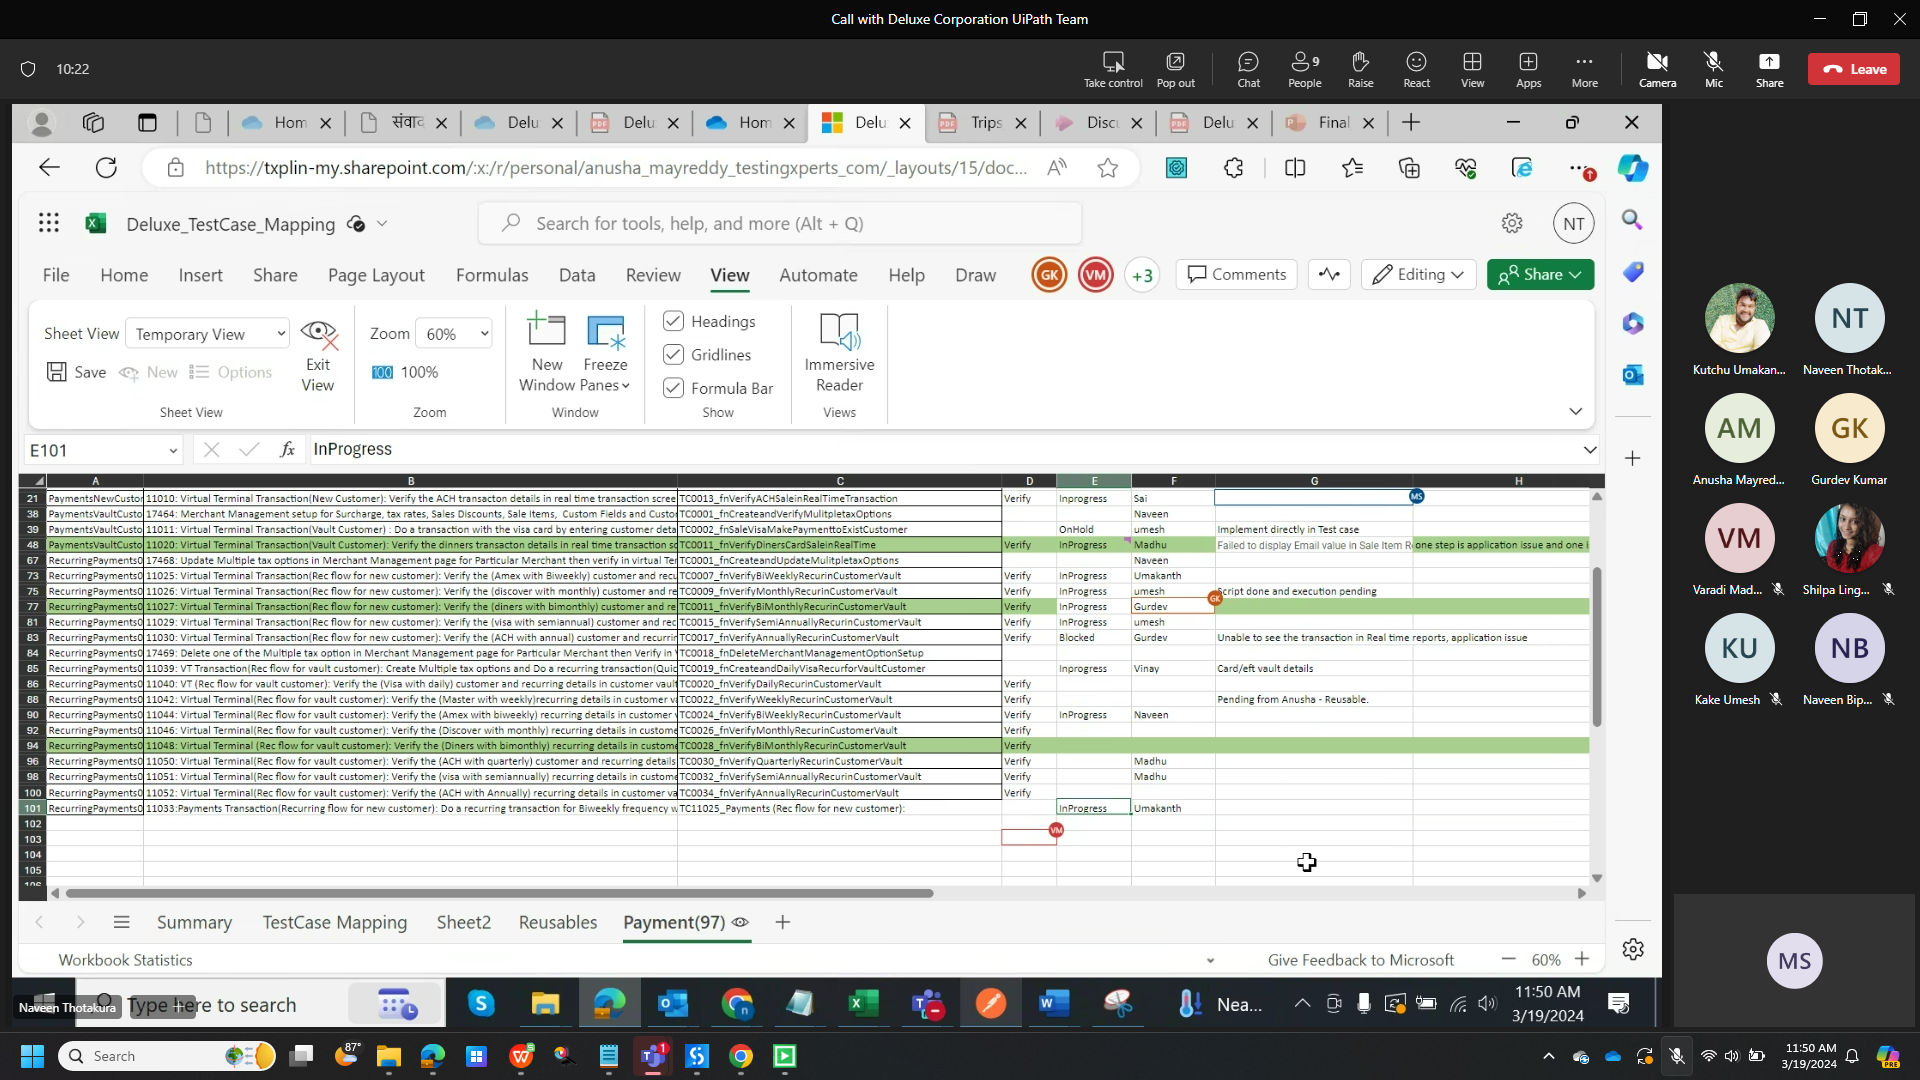 Call with Deluxe Corporation UiPath Team
10:22
Take control
Pop out
Chat
9
People
Raise
React
View
Apps
More
Camera
Mic
Share
Leave
Hom
संवाद
Delu
Delu
Hom
Delu
Trips
Discu
Delu
Final
https://txplin-my.sharepoint.com/:x:/r/personal/anusha_mayreddy_testingxperts_com/_layouts/15/doc...
Deluxe_TestCase_Mapping
Search for tools, help, and more (Alt + Q)
NT
File Home Insert Share Page Layout Formulas Data Review View Automate Help Draw
GK VM +3
Comments
Editing
Share
Sheet View Temporary View
Save New Options
Exit View
Sheet View
Zoom 60%
100 100%
Zoom
New Window
Freeze Panes
Window
Headings
Gridlines
Formula Bar
Show
Immersive Reader
Views
E101
fx InProgress
A B C D E F G H
21 PaymentsNewCustor 11010: Virtual Terminal Transaction(New Customer): Verify the ACH transacton details in real time transaction scree TC0013_fnVerifyACHSaleinRealTimeTransaction Verify Inprogress Sai MS
38 PaymentsVaultCusto 17464: Merchant Management setup for Surcharge, tax rates, Sales Discounts, Sale Items, Custom Fields and Custo TC0001_fnCreateandVerifyMulitpletaxOptions Naveen
39 PaymentsVaultCusto 11011: Virtual Terminal Transaction(Vault Customer) : Do a transaction with the visa card by entering customer deta TC0002_fnSaleVisaMakePaymenttoExistCustomer OnHold umesh Implement directly in Test case
48 PaymentsVaultCusto 11020: Virtual Terminal Transaction(Vault Customer): Verify the dinners transacton details in real time transaction sc TC0011_fnVerifyDinersCardSaleinRealTime Verify InProgress Madhu Failed to display Email value in Sale Item R one step is application issue and one i
67 RecurringPayments0 17468: Update Multiple tax option in Merchant Management page for Particular Merchant then verify in virtual Ter TC0001_fnCreateandUpdateMulitpletaxOptions Naveen
73 RecurringPayments0 11025: Virtual Terminal Transaction(Rec flow for new customer): Verify the (Amex with Biweekly) customer and recu TC0007_fnVerifyBiWeeklyRecurinCustomerVault Verify InProgress Umakanth
75 RecurringPayments0 11026: Virtual Terminal Transaction(Rec flow for new customer): Verify the (discover with monthly) customer and re TC0009_fnVerifyMonthlyRecurinCustomerVault Verify InProgress umesh Script done and execution pending
77 RecurringPayments0 11027: Virtual Terminal Transaction(Rec flow for new customer): Verify the (diners with bimonthly) customer and re TC0011_fnVerifyBiMonthlyRecurinCustomerVault Verify InProgress Gurdev GK
81 RecurringPayments0 11029: Virtual Terminal Transaction(Rec flow for new customer): Verify the (visa with semiannual) customer and rec TC0015_fnVerifySemiAnnuallyRecurinCustomerVault Verify InProgress umesh
83 RecurringPayments0 11030: Virtual Terminal Transaction(Rec flow for new customer): Verify the (ACH with annual) customer and recurrir TC0017_fnVerifyAnnuallyRecurinCustomerVault Verify Blocked Gurdev Unable to see the transaction in Real time reports, application issue
84 RecurringPayments0 17469: Delete one of the Multiple tax option in Merchant Management page for Particular Merchant then Verify in TC0018_fnDeleteMerchantManagementOptionSetup
85 RecurringPayments0 11039: VT Transaction(Rec flow for vault customer): Create Multiple tax options and Do a recurring transaction(Quic TC0019_fnCreateandDailyVisaRecurforVaultCustomer Inprogress Vinay Card/eft vault details
86 RecurringPayments0 11040: VT (Rec flow for vault customer): Verify the (Visa with daily) customer and recurring details in customer vault TC0020_fnVerifyDailyRecurinCustomerVault Verify
88 RecurringPayments0 11042: Virtual Terminal(Rec flow for vault customer): Verify the (Master with weekly)recurring details in customer va TC0022_fnVerifyWeeklyRecurinCustomerVault Verify Pending from Anusha - Reusable.
90 RecurringPayments0 11044: Virtual Terminal(Rec flow for vault customer): Verify the (Amex with biweekly) recurring details in customer TC0024_fnVerifyBiWeeklyRecurinCustomerVault Verify InProgress Naveen
92 RecurringPayments0 11046: Virtual Terminal(Rec flow for vault customer): Verify the (Discover with monthly) recurring details in custome TC0026_fnVerifyMonthlyRecurinCustomerVault Verify
94 RecurringPayments0 11048: Virtual Terminal (Rec flow for vault customer): Verify the (Diners with bimonthly) recurring details in custome TC0028_fnVerifyBiMonthlyRecurinCustomerVault Verify
96 RecurringPayments0 11050: Virtual Terminal(Rec flow for vault customer): Verify the (ACH with quarterly) customer and recurring details TC0030_fnVerifyQuarterlyRecurinCustomerVault Verify Madhu
98 RecurringPayments0 11051: Virtual Terminal(Rec flow for vault customer): Verify the (visa with semiannually) recurring details in custome TC0032_fnVerifySemiAnnuallyRecurinCustomerVault Verify Madhu
100 RecurringPayments0 11052: Virtual Terminal(Rec flow for vault customer): Verify the (ACH with Annually) recurring details in customer va TC0034_fnVerifyAnnuallyRecurinCustomerVault Verify
101 RecurringPayments0 11033:Payments Transaction(Recurring flow for new customer): Do a recurring transaction for Biweekly frequency w TC11025_Payments (Rec flow for new customer): InProgress Umakanth
102
103 VM
104
105
106
Summary TestCase Mapping Sheet2 Reusables Payment(97)
Workbook Statistics
Give Feedback to Microsoft
60%
Kutchu Umakan...
NT
Naveen Thotak...
AM
Anusha Mayred...
GK
Gurdev Kumar
VM
Varadi Mad...
Shilpa Ling...
KU
Kake Umesh
NB
Naveen Bip...
MS
Naveen Thotakura
Type here to search
Nea...
11:50 AM
3/19/2024
Search
87°
1
11:50 AM
3/19/2024
PRE